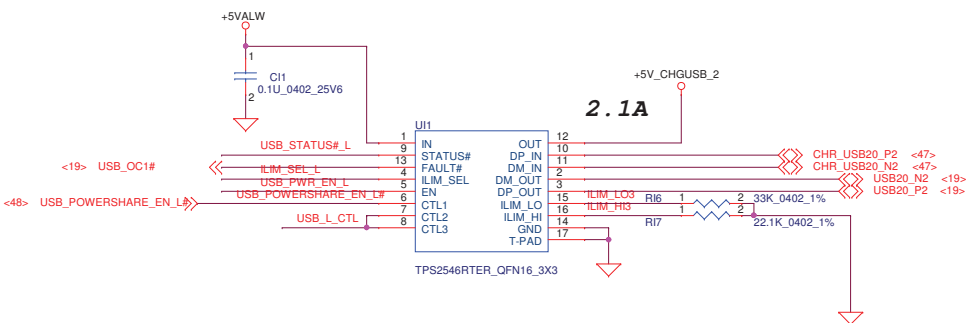 +5VALW
1
CI1
0.1U_0402_25V6
2
+5V_CHGUSB_2
2.1A
UI1
USB_STATUS#_L 1 IN OUT 12
9 STATUS# DP_IN 10 CHR_USB20_P2 <47>
<19> USB_OC1# 13 FAULT# DM_IN 11 CHR_USB20_N2 <47>
ILIM_SEL_L 4 ILIM_SEL DM_OUT 2 USB20_N2 <19>
USB_PWR_EN_L 5 EN DP_OUT 3 USB20_P2 <19>
<48> USB_POWERSHARE_EN_L# USB_POWERSHARE_EN_L# 6 CTL1 ILIM_LO 15 ILIM_LO3 RI6 1 2 33K_0402_1%
7 CTL2 ILIM_HI 16 ILIM_HI3 RI7 1 2 22.1K_0402_1%
USB_L_CTL 8 CTL3 GND 14
T-PAD 17
TPS2546RTER_QFN16_3X3